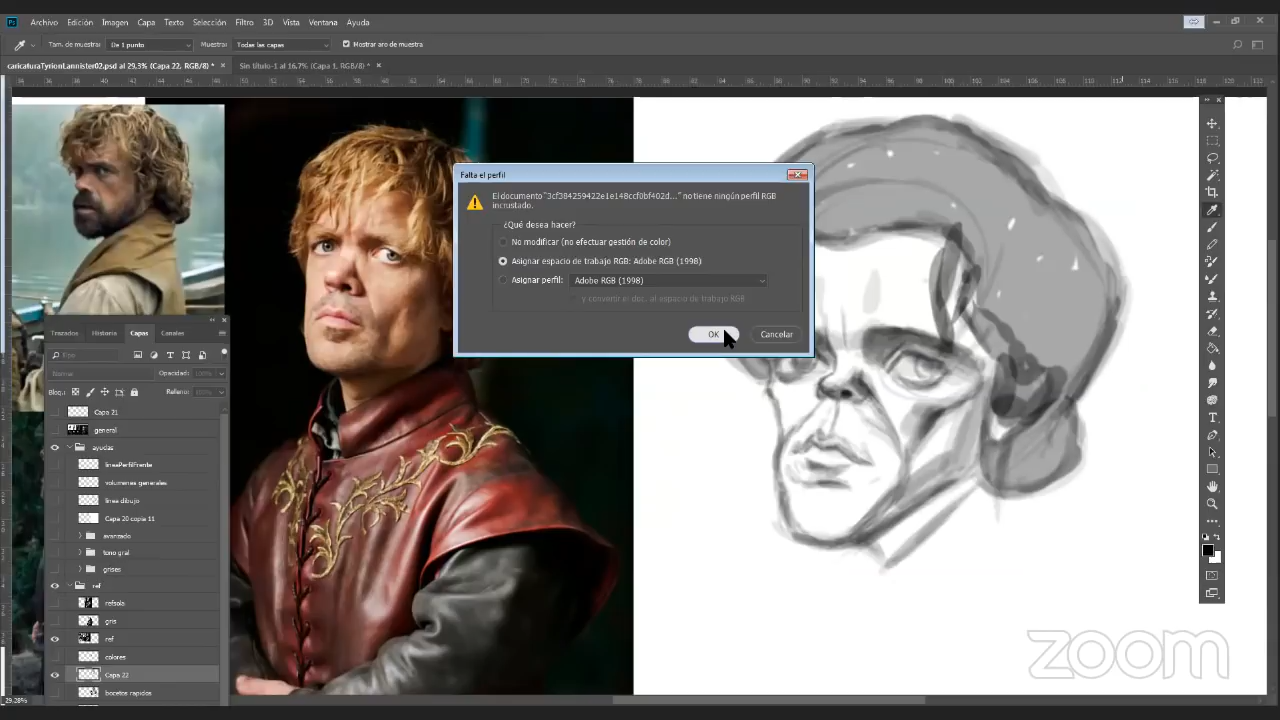 Ps Archivo Edición Imagen Capa Texto Selección Filtro 3D Vista Ventana Ayuda
Tam. de muestra: De 1 punto Muestra: Todas las capas Mostrar aro de muestra
caricaturaTyrionLannister02.psd al 29,3% (Capa 22, RGB/8) * × Sin título-1 al 16,7% (Capa 1, RGB/8) * ×
Falta el perfil
El documento "3cf384259422e1e148ccf0bf402d..." no tiene ningún perfil RGB
incrustado.
¿Qué desea hacer?
No modificar (no efectuar gestión de color)
Asignar espacio de trabajo RGB: Adobe RGB (1998)
Asignar perfil: Adobe RGB (1998)
y convertir el doc. al espacio de trabajo RGB
OK Cancelar
Trazados Historia Capas Canales
Tipo
Normal Opacidad: 100%
Bloq.: Relleno:
Capa 21
general
ayudas
lineaPerfilFrente
volumenes generales
linea dibujo
Capa 20 copia 11
avanzado
tono gral
grises
ref
refsola
gris
ref
colores
Capa 22
bocetos rapidos
29,28%
zoom